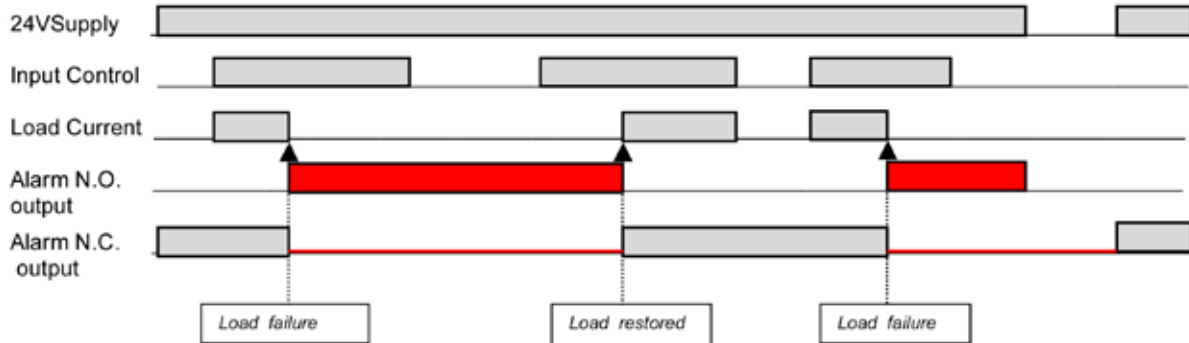 24VSupply
Input Control
Load Current
Alarm N.O.
output
Alarm N.C.
output
Load failure
Load restored
Load failure